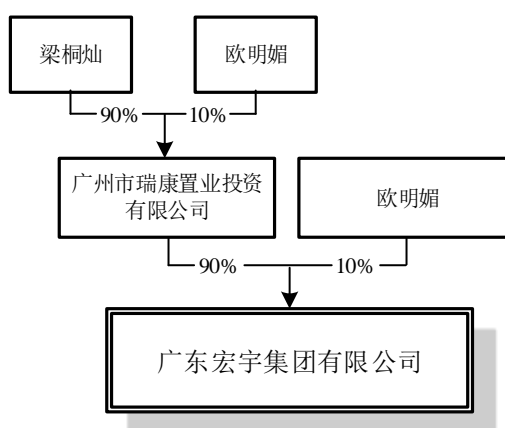 梁桐灿
欧明媚
90%
10%
广州市瑞康置业投资
有限公司
欧明媚
90%
10%
广东宏宇集团有限公司